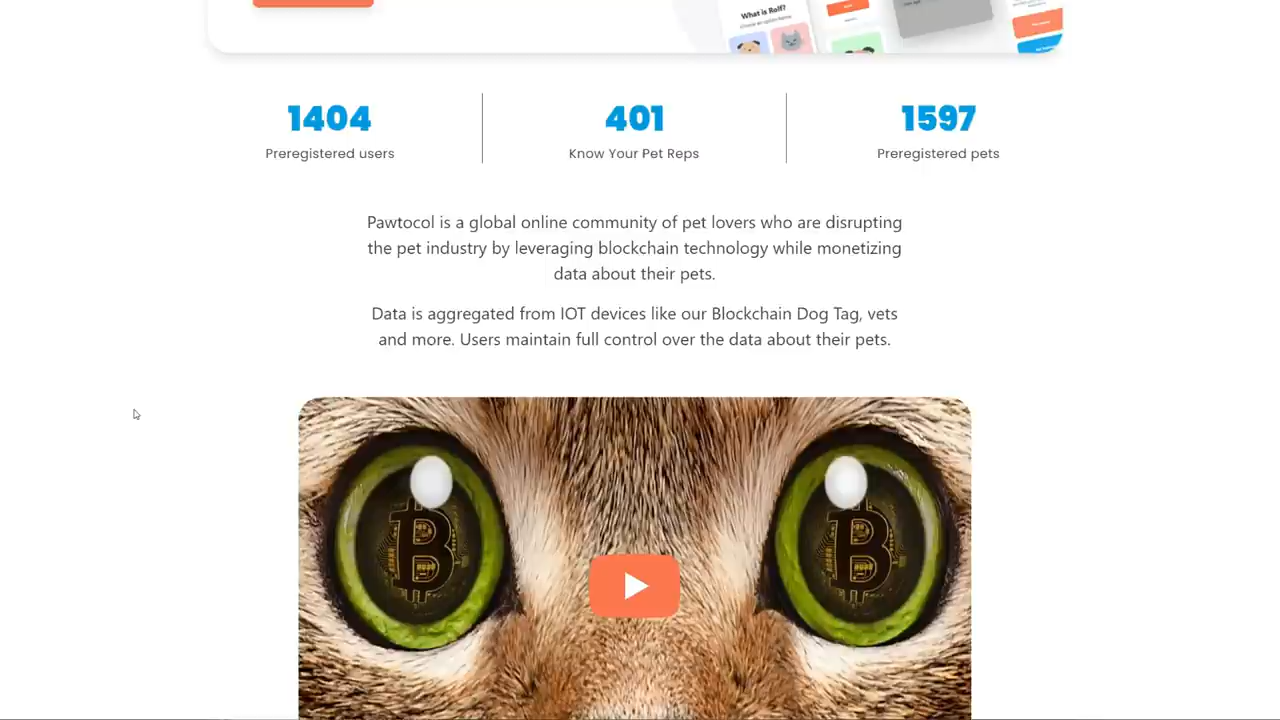 What is Rolf?
1404
401
1597
Preregistered users
Know Your Pet Reps
Preregistered pets
Pawtocol is a global online community of pet lovers who are disrupting
the pet industry by leveraging blockchain technology while monetizing
data about their pets.
Data is aggregated from IOT devices like our Blockchain Dog Tag, vets
and more. Users maintain full control over the data about their pets.